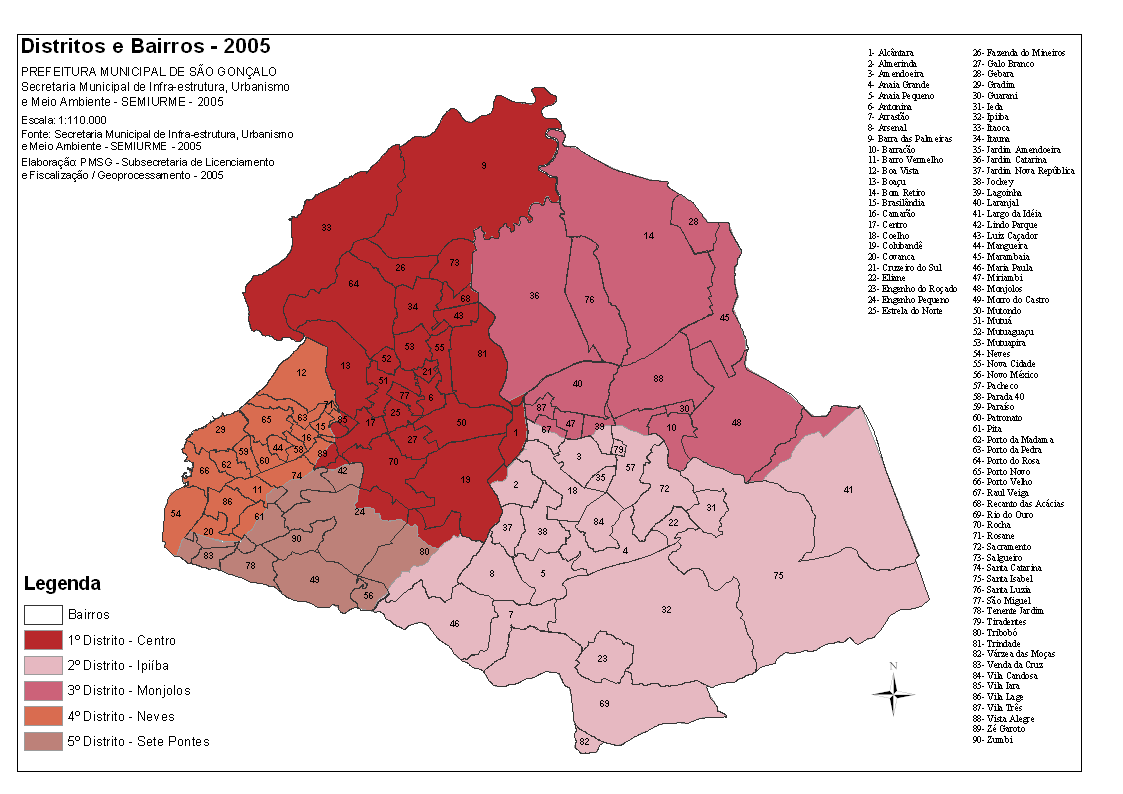 Distritos e Bairros - 2005
PREFEITURA MUNICIPAL DE SÃO GONÇALO
Secretaria Municipal de Infra-estrutura, Urbanismo
e Meio Ambiente - SEMIURME - 2005
Escala: 1:110.000
Fonte: Secretaria Municipal de Infra-estrutura, Urbanismo
e Meio Ambiente - SEMIURME - 2005
Elaboração: PMSG - Subsecretaria de Licenciamento
e Fiscalização / Geoprocessamento - 2005
1- Alcântara
2- Almerinda
3- Amendoeira
4- Anaia Grande
5- Anaia Pequeno
6- Antonina
7- Arrastão
8- Arsenal
9- Barra das Palmeiras
10- Barracão
11- Barro Vermelho
12- Boa Vista
13- Boaçu
14- Bom Retiro
15- Brasilândia
16- Camarão
17- Centro
18- Coelho
19- Colubandê
20- Covanca
21- Cruzeiro do Sul
22- Eliane
23- Engenho do Roçado
24- Engenho Pequeno
25- Estrela do Norte
26- Fazenda do Mineiros
27- Galo Branco
28- Gebara
29- Gradim
30- Guarani
31- Ieda
32- Ipiiba
33- Itaoca
34- Itauna
35- Jardim Amendoeira
36- Jardim Catarina
37- Jardim Nova República
38- Jockey
39- Lagoinha
40- Laranjal
41- Largo da Idéia
42- Lindo Parque
43- Luiz Caçador
44- Mangueira
45- Marambaia
46- Maria Paula
47- Miriambi
48- Monjolos
49- Morro do Castro
50- Mutondo
51- Mutuá
52- Mutuaguaçu
53- Mutuapira
54- Neves
55- Nova Cidade
56- Novo México
57- Pacheco
58- Parada 40
59- Paraíso
60- Patronato
61- Pita
62- Porto da Madama
63- Porto da Pedra
64- Porto do Rosa
65- Porto Novo
66- Porto Velho
67- Raul Veiga
68- Recanto das Acácias
69- Rio do Ouro
70- Rocha
71- Rosane
72- Sacramento
73- Salgueiro
74- Santa Catarina
75- Santa Isabel
76- Santa Luzia
77- São Miguel
78- Tenente Jardim
79- Tiradentes
80- Tribobó
81- Trindade
82- Várzea das Moças
83- Venda da Cruz
84- Vila Candosa
85- Vila Iara
86- Vila Lage
87- Vila Três
88- Vista Alegre
89- Zé Garoto
90- Zumbi
9
33
14
28
26
73
64
68
36
76
34
43
45
53
55
81
52
13
12
21
51
40
88
77
6
71
87
30
25
65
63
85
17
50
47
48
29
15
67
39
10
1
16
27
44
58
79
59
89
3
70
57
60
66
62
42
35
74
19
2
18
72
41
11
86
31
24
61
54
84
22
37
20
38
90
80
4
83
78
8
5
49
75
56
32
7
46
23
69
82
N
Legenda
Bairros
1º Distrito - Centro
2º Distrito - Ipiíba
3º Distrito - Monjolos
4º Distrito - Neves
5º Distrito - Sete Pontes